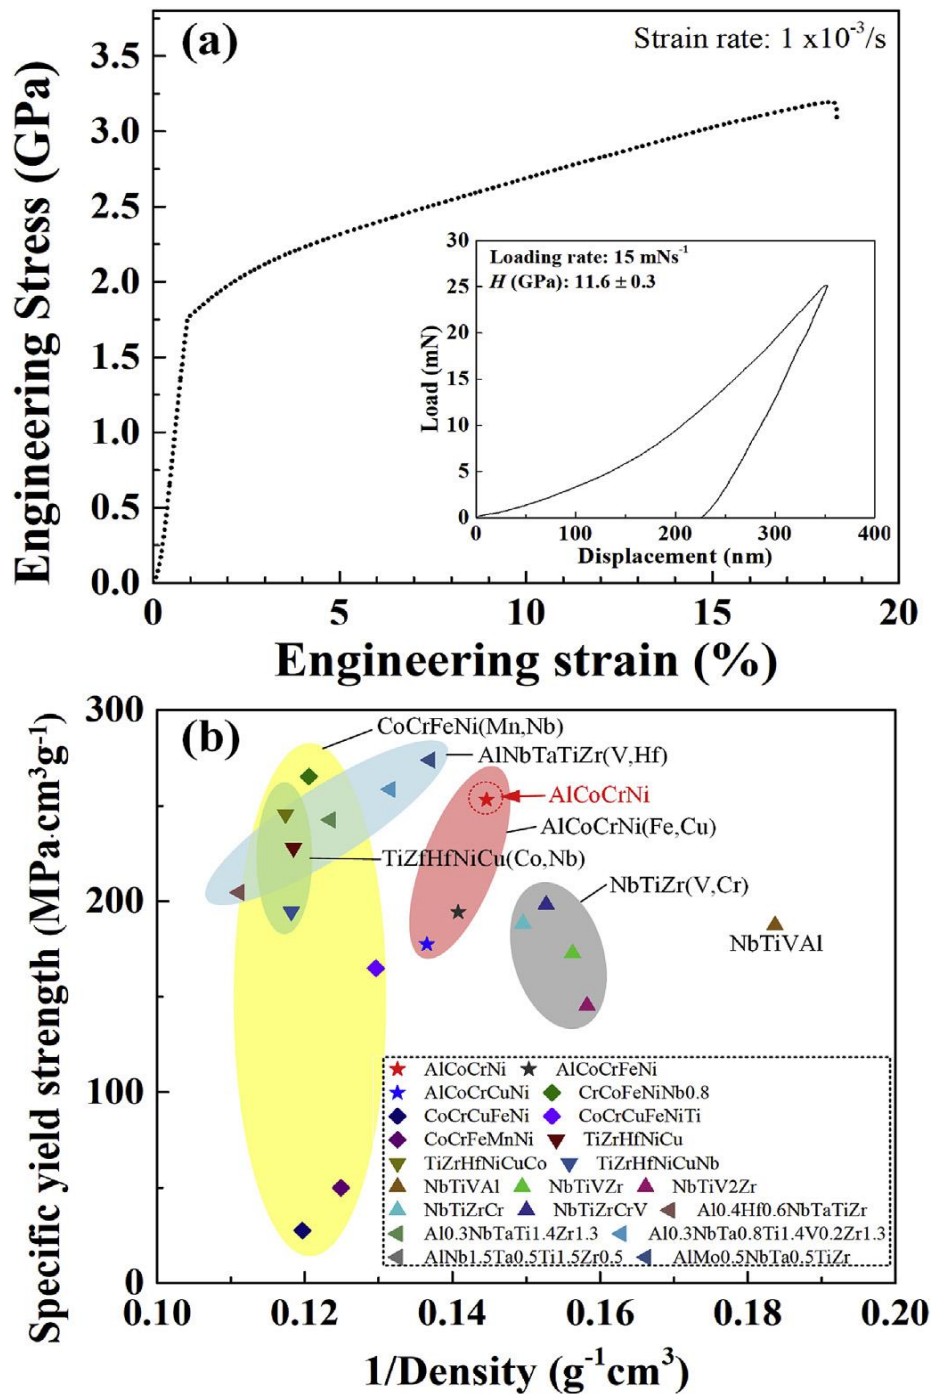 (a)
Strain rate: 1 x10⁻³/s
Engineering Stress (GPa)
3.5
3.0
2.5
2.0
1.5
1.0
0.5
0.0
0
5
10
15
20
Engineering strain (%)
Loading rate: 15 mNs⁻¹
H (GPa): 11.6 ± 0.3
Load (mN)
30
25
20
15
10
5
0
0
100
200
300
400
Displacement (nm)
(b)
Specific yield strength (MPa·cm³g⁻¹)
300
200
100
0
CoCrFeNi(Mn,Nb)
AlNbTaTiZr(V,Hf)
AlCoCrNi
AlCoCrNi(Fe,Cu)
TiZfHfNiCu(Co,Nb)
NbTiZr(V,Cr)
NbTiVAl
AlCoCrNi AlCoCrFeNi
AlCoCrCuNi CrCoFeNiNb0.8
CoCrCuFeNi CoCrCuFeNiTi
CoCrFeMnNi TiZrHfNiCu
TiZrHfNiCuCo TiZrHfNiCuNb
NbTiVAl NbTiVZr NbTiV2Zr
NbTiZrCr NbTiZrCrV Al0.4Hf0.6NbTaTiZr
Al0.3NbTaTi1.4Zr1.3 Al0.3NbTa0.8Ti1.4V0.2Zr1.3
AlNb1.5Ta0.5Ti1.5Zr0.5 AlMo0.5NbTa0.5TiZr
0.10
0.12
0.14
0.16
0.18
0.20
1/Density (g⁻¹cm³)